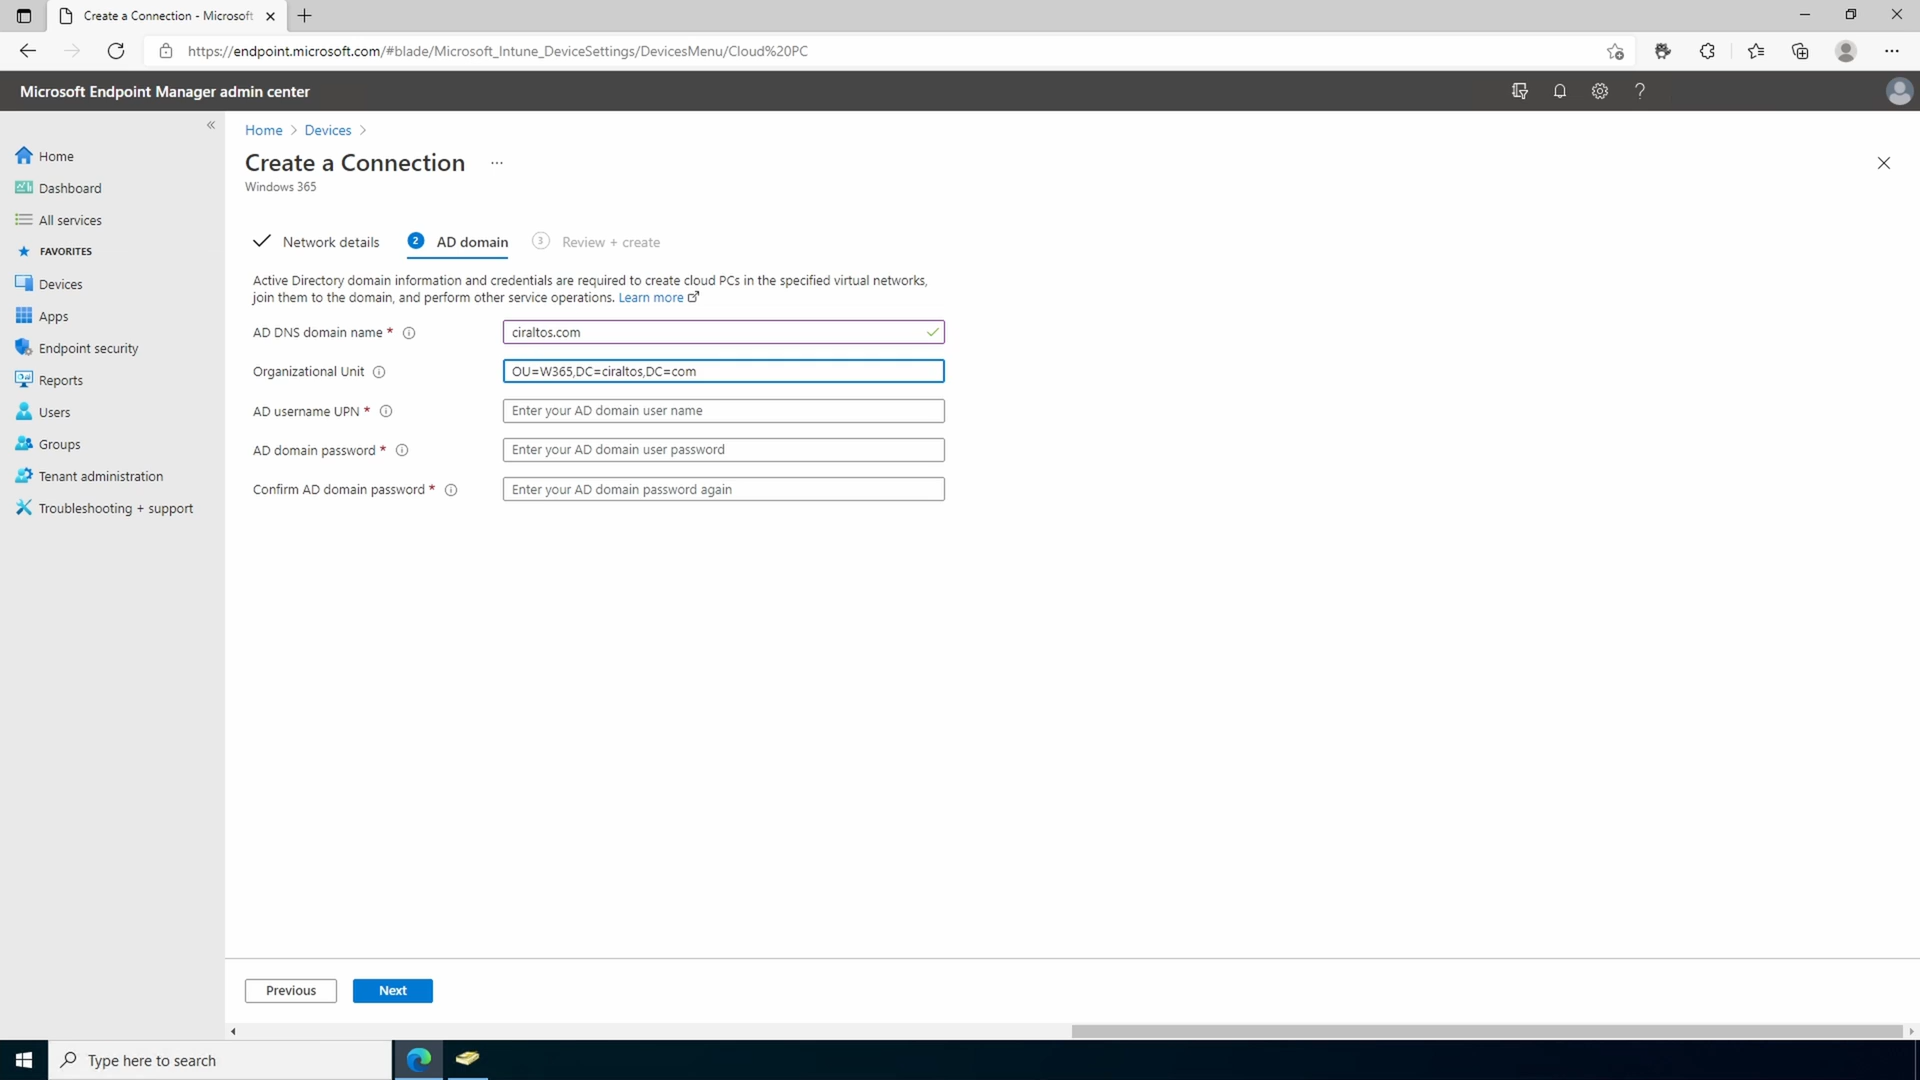 Create a Connection - Microsoft
https://endpoint.microsoft.com/#blade/Microsoft_Intune_DeviceSettings/DevicesMenu/Cloud%20PC
Microsoft Endpoint Manager admin center
Home > Devices >
Create a Connection ...
Windows 365
Home
Dashboard
All services
FAVORITES
Devices
Apps
Endpoint security
Reports
Users
Groups
Tenant administration
Troubleshooting + support
Network details 2 AD domain 3 Review + create
Active Directory domain information and credentials are required to create cloud PCs in the specified virtual networks,
join them to the domain, and perform other service operations. Learn more
AD DNS domain name * ciraltos.com
Organizational Unit OU=W365,DC=ciraltos,DC=com
AD username UPN * Enter your AD domain user name
AD domain password * Enter your AD domain user password
Confirm AD domain password * Enter your AD domain password again
Previous Next
Type here to search